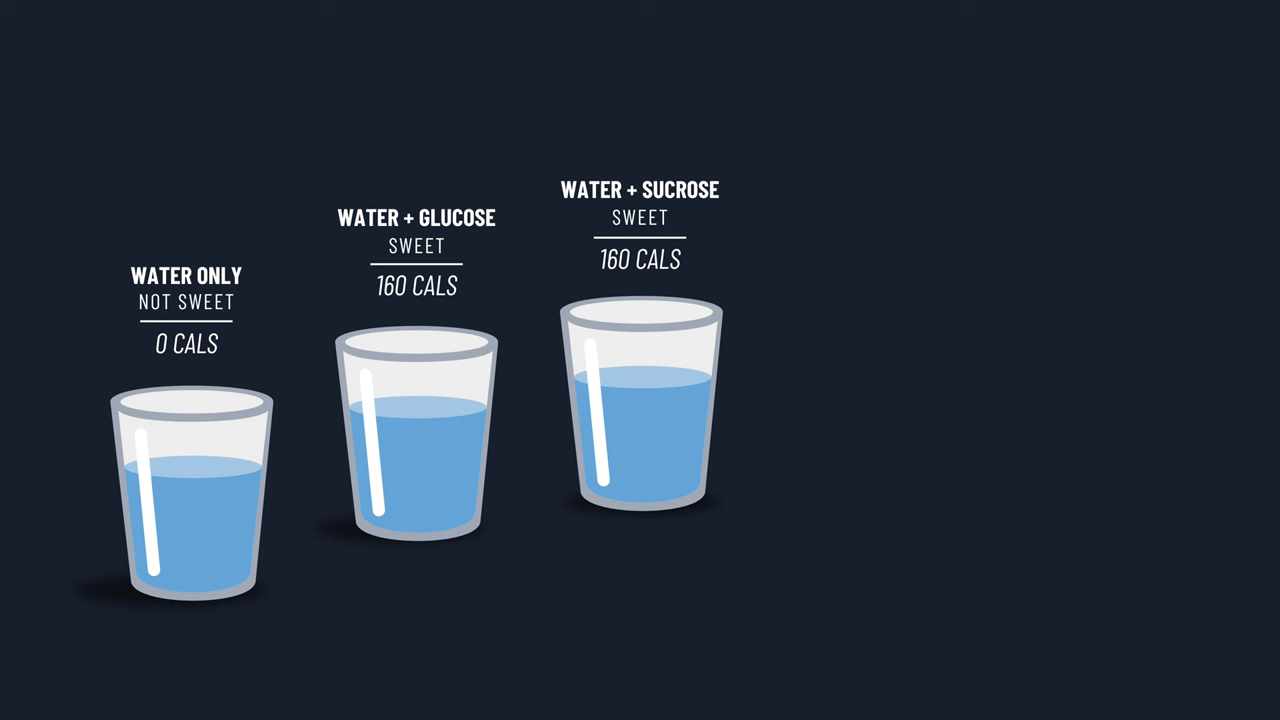 WATER ONLY
NOT SWEET
0 CALS
WATER + GLUCOSE
SWEET
160 CALS
WATER + SUCROSE
SWEET
160 CALS